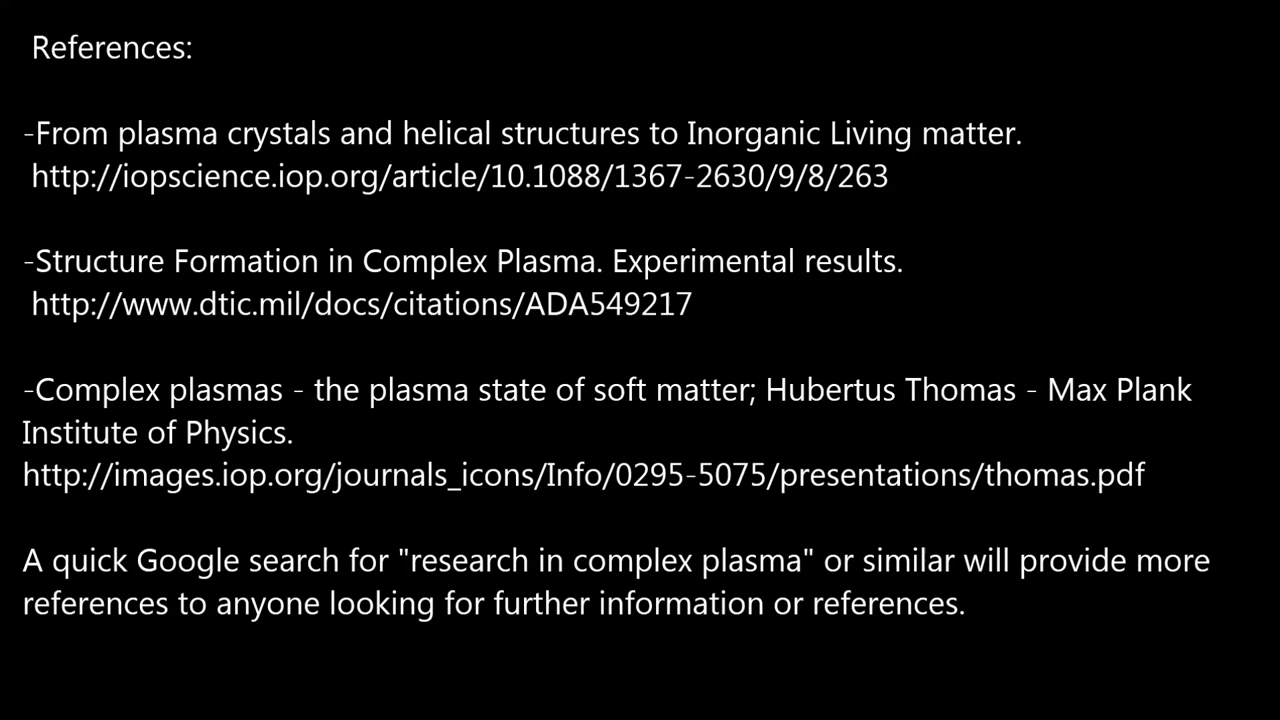 References:
-From plasma crystals and helical structures to Inorganic Living matter.
http://iopscience.iop.org/article/10.1088/1367-2630/9/8/263
-Structure Formation in Complex Plasma. Experimental results.
http://www.dtic.mil/docs/citations/ADA549217
-Complex plasmas - the plasma state of soft matter; Hubertus Thomas - Max Plank
Institute of Physics.
http://images.iop.org/journals_icons/Info/0295-5075/presentations/thomas.pdf
A quick Google search for "research in complex plasma" or similar will provide more
references to anyone looking for further information or references.